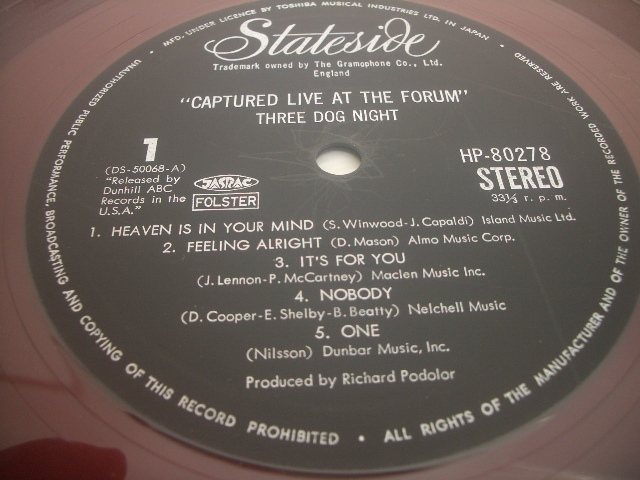 • MFD. UNDER LICENCE BY TOSHIBA MUSICAL INDUSTRIES LTD. IN JAPAN •
Stateside
Trademark owned by The Gramophone Co., Ltd.
England
"CAPTURED LIVE AT THE FORUM"
THREE DOG NIGHT
1
(DS-50068-A)
"Released by
Dunhill ABC
Records in the
U.S.A."
JASRAC
FOLSTER
HP-80278
STEREO
33⅓ r. p. m.
1. HEAVEN IS IN YOUR MIND (S. Winwood-J. Capaldi) Island Music Ltd.
2. FEELING ALRIGHT (D. Mason) Almo Music Corp.
3. IT'S FOR YOU
(J. Lennon-P. McCartney) Maclen Music Inc.
4. NOBODY
(D. Cooper-E. Shelby-B. Beatty) Nelchell Music
5. ONE
(Nilsson) Dunbar Music, Inc.
Produced by Richard Podolor
UNAUTHORIZED PUBLIC PERFORMANCE, BROADCASTING AND COPYING OF THIS RECORD PROHIBITED • ALL RIGHTS OF THE MANUFACTURER AND OF THE OWNER OF THE RECORDED WORK ARE RESERVED